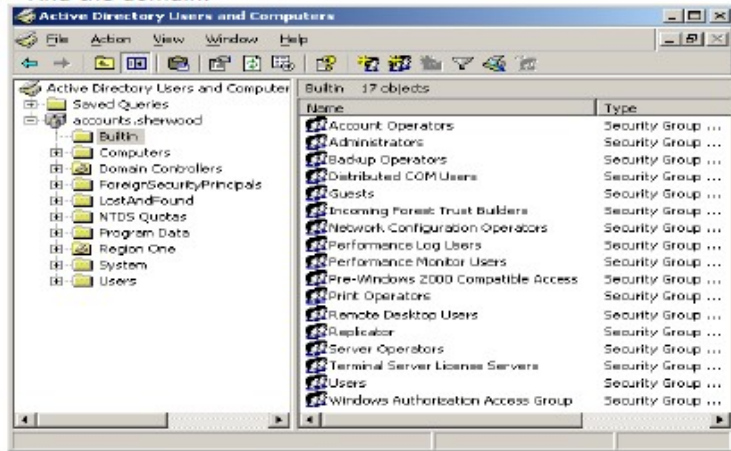 Active Directory Users and Computers
File Action View Window Help
Active Directory Users and Computer
Saved Queries
accounts.sherwood
Builtin
Computers
Domain Controllers
ForeignSecurityPrincipals
LostAndFound
NTDS Quotas
Program Data
Region One
System
Users
Builtin 17 objects
Name Type
Account Operators Security Group ...
Administrators Security Group ...
Backup Operators Security Group ...
Distributed COM Users Security Group ...
Guests Security Group ...
Incoming Forest Trust Builders Security Group ...
Network Configuration Operators Security Group ...
Performance Log Users Security Group ...
Performance Monitor Users Security Group ...
Pre-Windows 2000 Compatible Access Security Group ...
Print Operators Security Group ...
Remote Desktop Users Security Group ...
Replicator Security Group ...
Server Operators Security Group ...
Terminal Server License Servers Security Group ...
Users Security Group ...
Windows Authorization Access Group Security Group ...